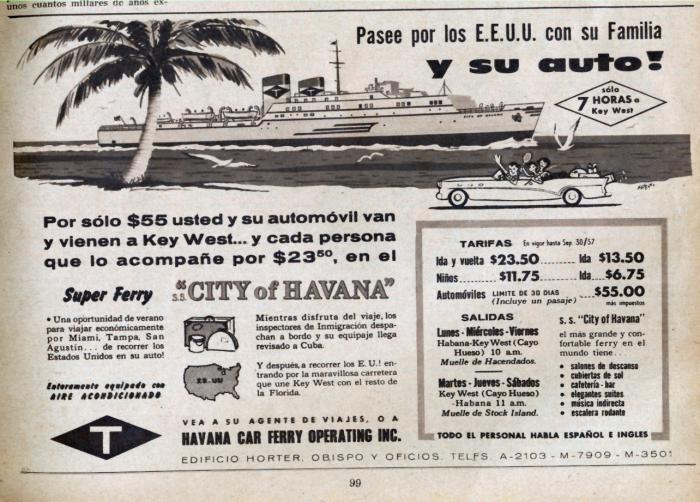 unos cuantos millares de años ex-
Pasee por los E.E.U.U. con su Familia
y su auto!
sólo
7 HORAS a
Key West
CITY OF HAVANA
Por sólo $55 usted y su automóvil van
y vienen a Key West... y cada persona
que lo acompañe por $23⁵⁰, en el
Super Ferry
S.S. "CITY of HAVANA"
• Una oportunidad de verano
para viajar económicamente
por Miami, Tampa, San
Agustín... de recorrer los
Estados Unidos en su auto!
Enteramente equipado con
AIRE ACONDICIONADO
Mientras disfruta del viaje, los
inspectores de Inmigración despa-
chan a bordo y su equipaje llega
revisado a Cuba.
EE.UU
Y después, a recorrer los E. U.! en-
trando por la maravillosa carretera
que une Key West con el resto de
la Florida.
T
VEA A SU AGENTE DE VIAJES, O A
HAVANA CAR FERRY OPERATING INC.
EDIFICIO HORTER, OBISPO Y OFICIOS. TELFS. A-2103 - M-7909 - M-3501
TARIFAS En vigor hasta Sep. 30/57
Ida y vuelta $23.50 ........ Ida $13.50
Niños ........ $11.75 ........ Ida .... $6.75
Automóviles LIMITE DE 30 DIAS ........ $55.00
(Incluye un pasaje) más impuestos
SALIDAS
Lunes - Miércoles - Viernes
Habana-Key West (Cayo
Hueso) 10 a.m.
Muelle de Hacendados.
Martes - Jueves - Sábados
Key West (Cayo Hueso)
- Habana 11 a.m.
Muelle de Stock Island.
s. s. "City of Havana"
el más grande y con-
fortable ferry en el
mundo tiene...
• salones de descanso
• cubiertas de sol
• cafetería - bar
• elegantes suites
• música indirecta
• escalera rodante
TODO EL PERSONAL HABLA ESPAÑOL E INGLES
99